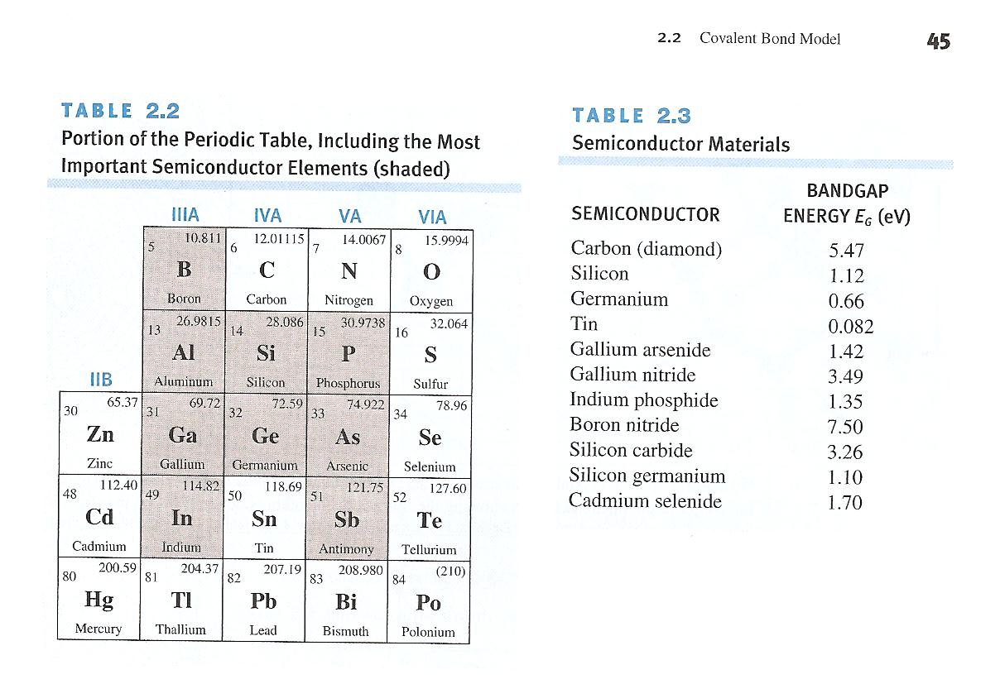 2.2 Covalent Bond Model 45
TABLE 2.2
Portion of the Periodic Table, Including the Most
Important Semiconductor Elements (shaded)
IIIA IVA VA VIA
5 10.811 6 12.01115 7 14.0067 8 15.9994
B C N O
Boron Carbon Nitrogen Oxygen
13 26.9815 14 28.086 15 30.9738 16 32.064
Al Si P S
IIB Aluminum Silicon Phosphorus Sulfur
30 65.37 31 69.72 32 72.59 33 74.922 34 78.96
Zn Ga Ge As Se
Zinc Gallium Germanium Arsenic Selenium
48 112.40 49 114.82 50 118.69 51 121.75 52 127.60
Cd In Sn Sb Te
Cadmium Indium Tin Antimony Tellurium
80 200.59 81 204.37 82 207.19 83 208.980 84 (210)
Hg Tl Pb Bi Po
Mercury Thallium Lead Bismuth Polonium
TABLE 2.3
Semiconductor Materials
BANDGAP
SEMICONDUCTOR ENERGY EG (eV)
Carbon (diamond) 5.47
Silicon 1.12
Germanium 0.66
Tin 0.082
Gallium arsenide 1.42
Gallium nitride 3.49
Indium phosphide 1.35
Boron nitride 7.50
Silicon carbide 3.26
Silicon germanium 1.10
Cadmium selenide 1.70